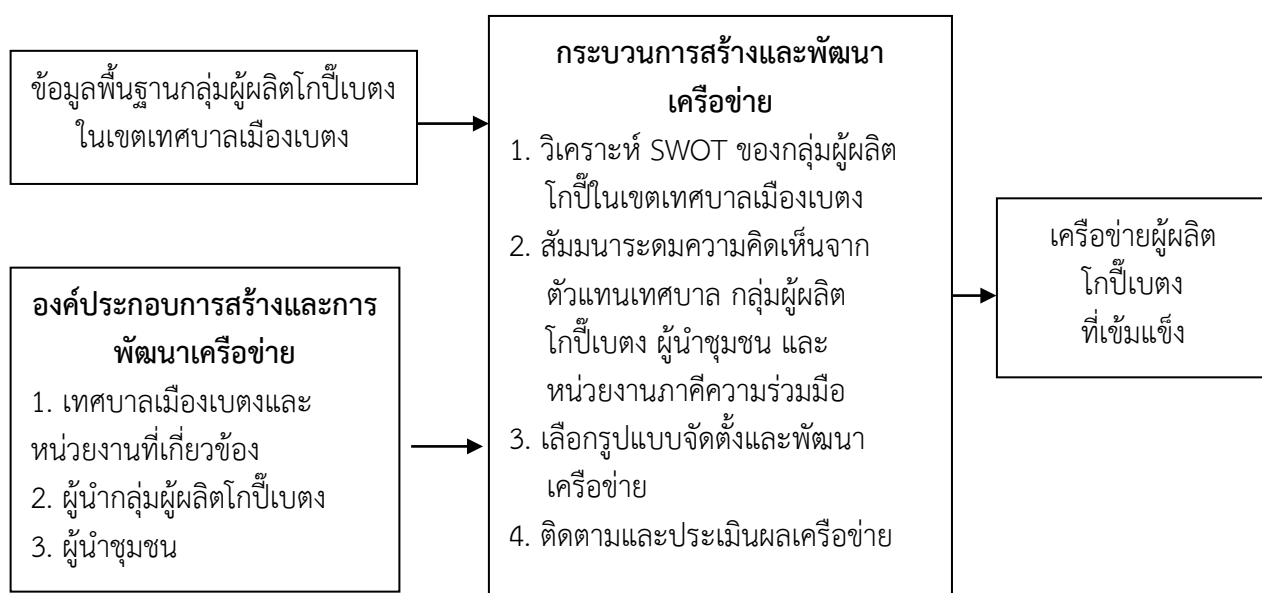 ข้อมูลพื้นฐานกลุ่มผู้ผลิตโกปี๊เบตง
ในเขตเทศบาลเมืองเบตง
องค์ประกอบการสร้างและการ
พัฒนาเครือข่าย
1. เทศบาลเมืองเบตงและ
หน่วยงานที่เกี่ยวข้อง
2. ผู้นำกลุ่มผู้ผลิตโกปี๊เบตง
3. ผู้นำชุมชน
กระบวนการสร้างและพัฒนา
เครือข่าย
1. วิเคราะห์ SWOT ของกลุ่มผู้ผลิต
โกปี๊ในเขตเทศบาลเมืองเบตง
2. สัมมนาระดมความคิดเห็นจาก
ตัวแทนเทศบาล กลุ่มผู้ผลิต
โกปี๊เบตง ผู้นำชุมชน และ
หน่วยงานภาคีความร่วมมือ
3. เลือกรูปแบบจัดตั้งและพัฒนา
เครือข่าย
4. ติดตามและประเมินผลเครือข่าย
เครือข่ายผู้ผลิต
โกปี๊เบตง
ที่เข้มแข็ง